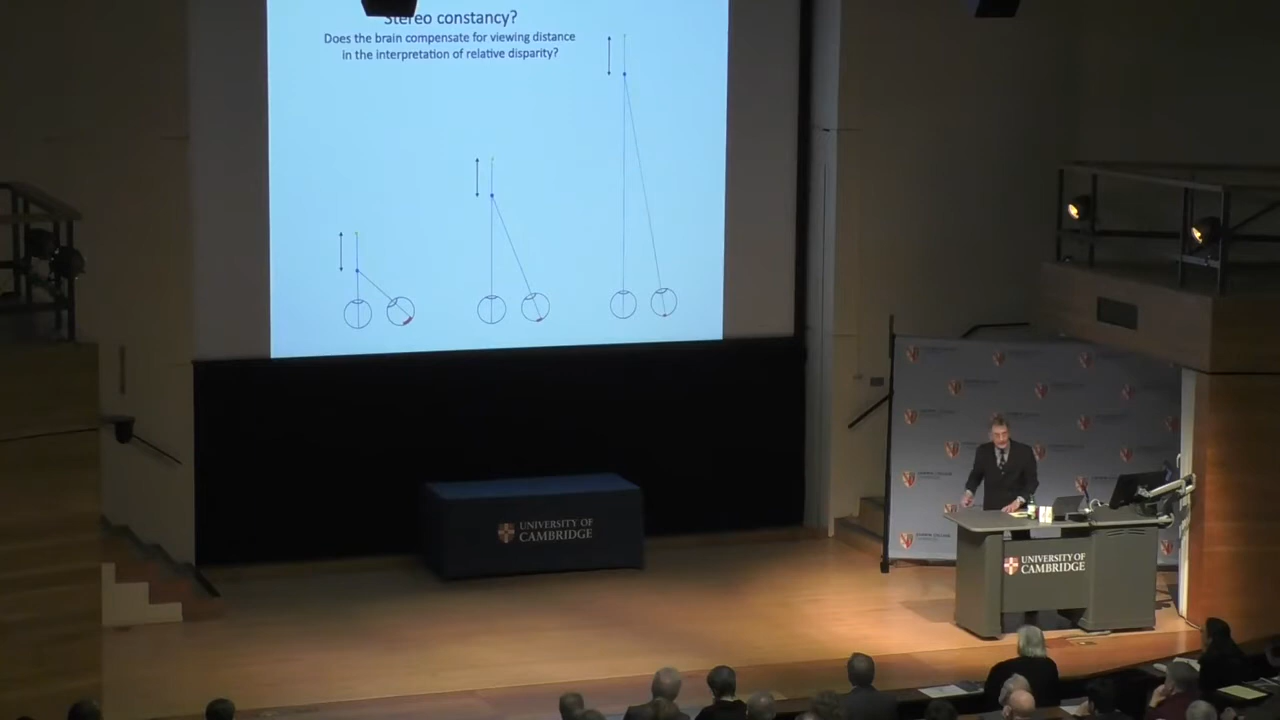 Stereo constancy?
Does the brain compensate for viewing distance
in the interpretation of relative disparity?
UNIVERSITY OF
CAMBRIDGE
UNIVERSITY OF
CAMBRIDGE